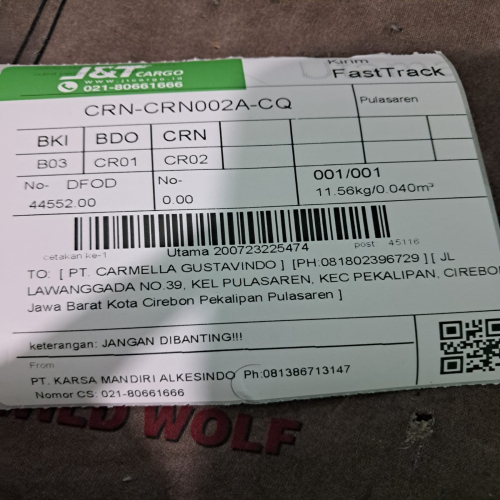 J&T CARGO
www.jtcargo.id
021-80661666
Kirim
FastTrack
CRN-CRN002A-CQ
Pulasaren
BKI BDO CRN
B03 CR01 CR02
No- DFOD No- 001/001
44552.00 0.00 11.56kg/0.040m³
cetakan ke-1 Utama 200723225474 post 45116
TO: [ PT. CARMELLA GUSTAVINDO ] [PH:081802396729 ] [ JL
LAWANGGADA NO.39, KEL PULASAREN, KEC PEKALIPAN, CIREBO
Jawa Barat Kota Cirebon Pekalipan Pulasaren ]
keterangan: JANGAN DIBANTING!!!
From
PT. KARSA MANDIRI ALKESINDO Ph:081386713147
Nomor CS: 021-80661666
WILD WOLF